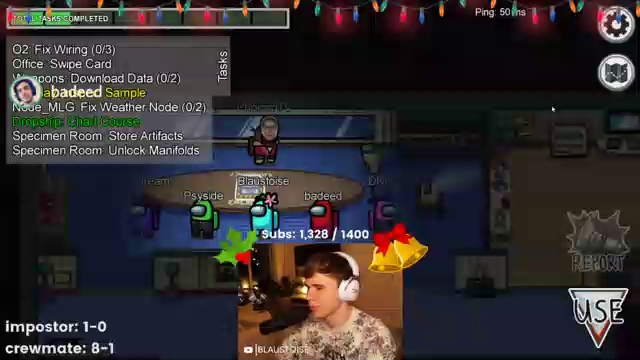 TOTAL TASKS COMPLETED
Ping: 50 ms
O2: Fix Wiring (0/3)
Office: Swipe Card
Weapons: Download Data (0/2)
badeed
Sample
Node_MLG: Fix Weather Node (0/2)
Dropship: Chart Course
Specimen Room: Store Artifacts
Specimen Room: Unlock Manifolds
Tasks
Psyside
Blaustoise
badeed
Subs: 1,328 / 1400
REPORT
USE
impostor: 1-0
crewmate: 8-1
BLAUSTOISE